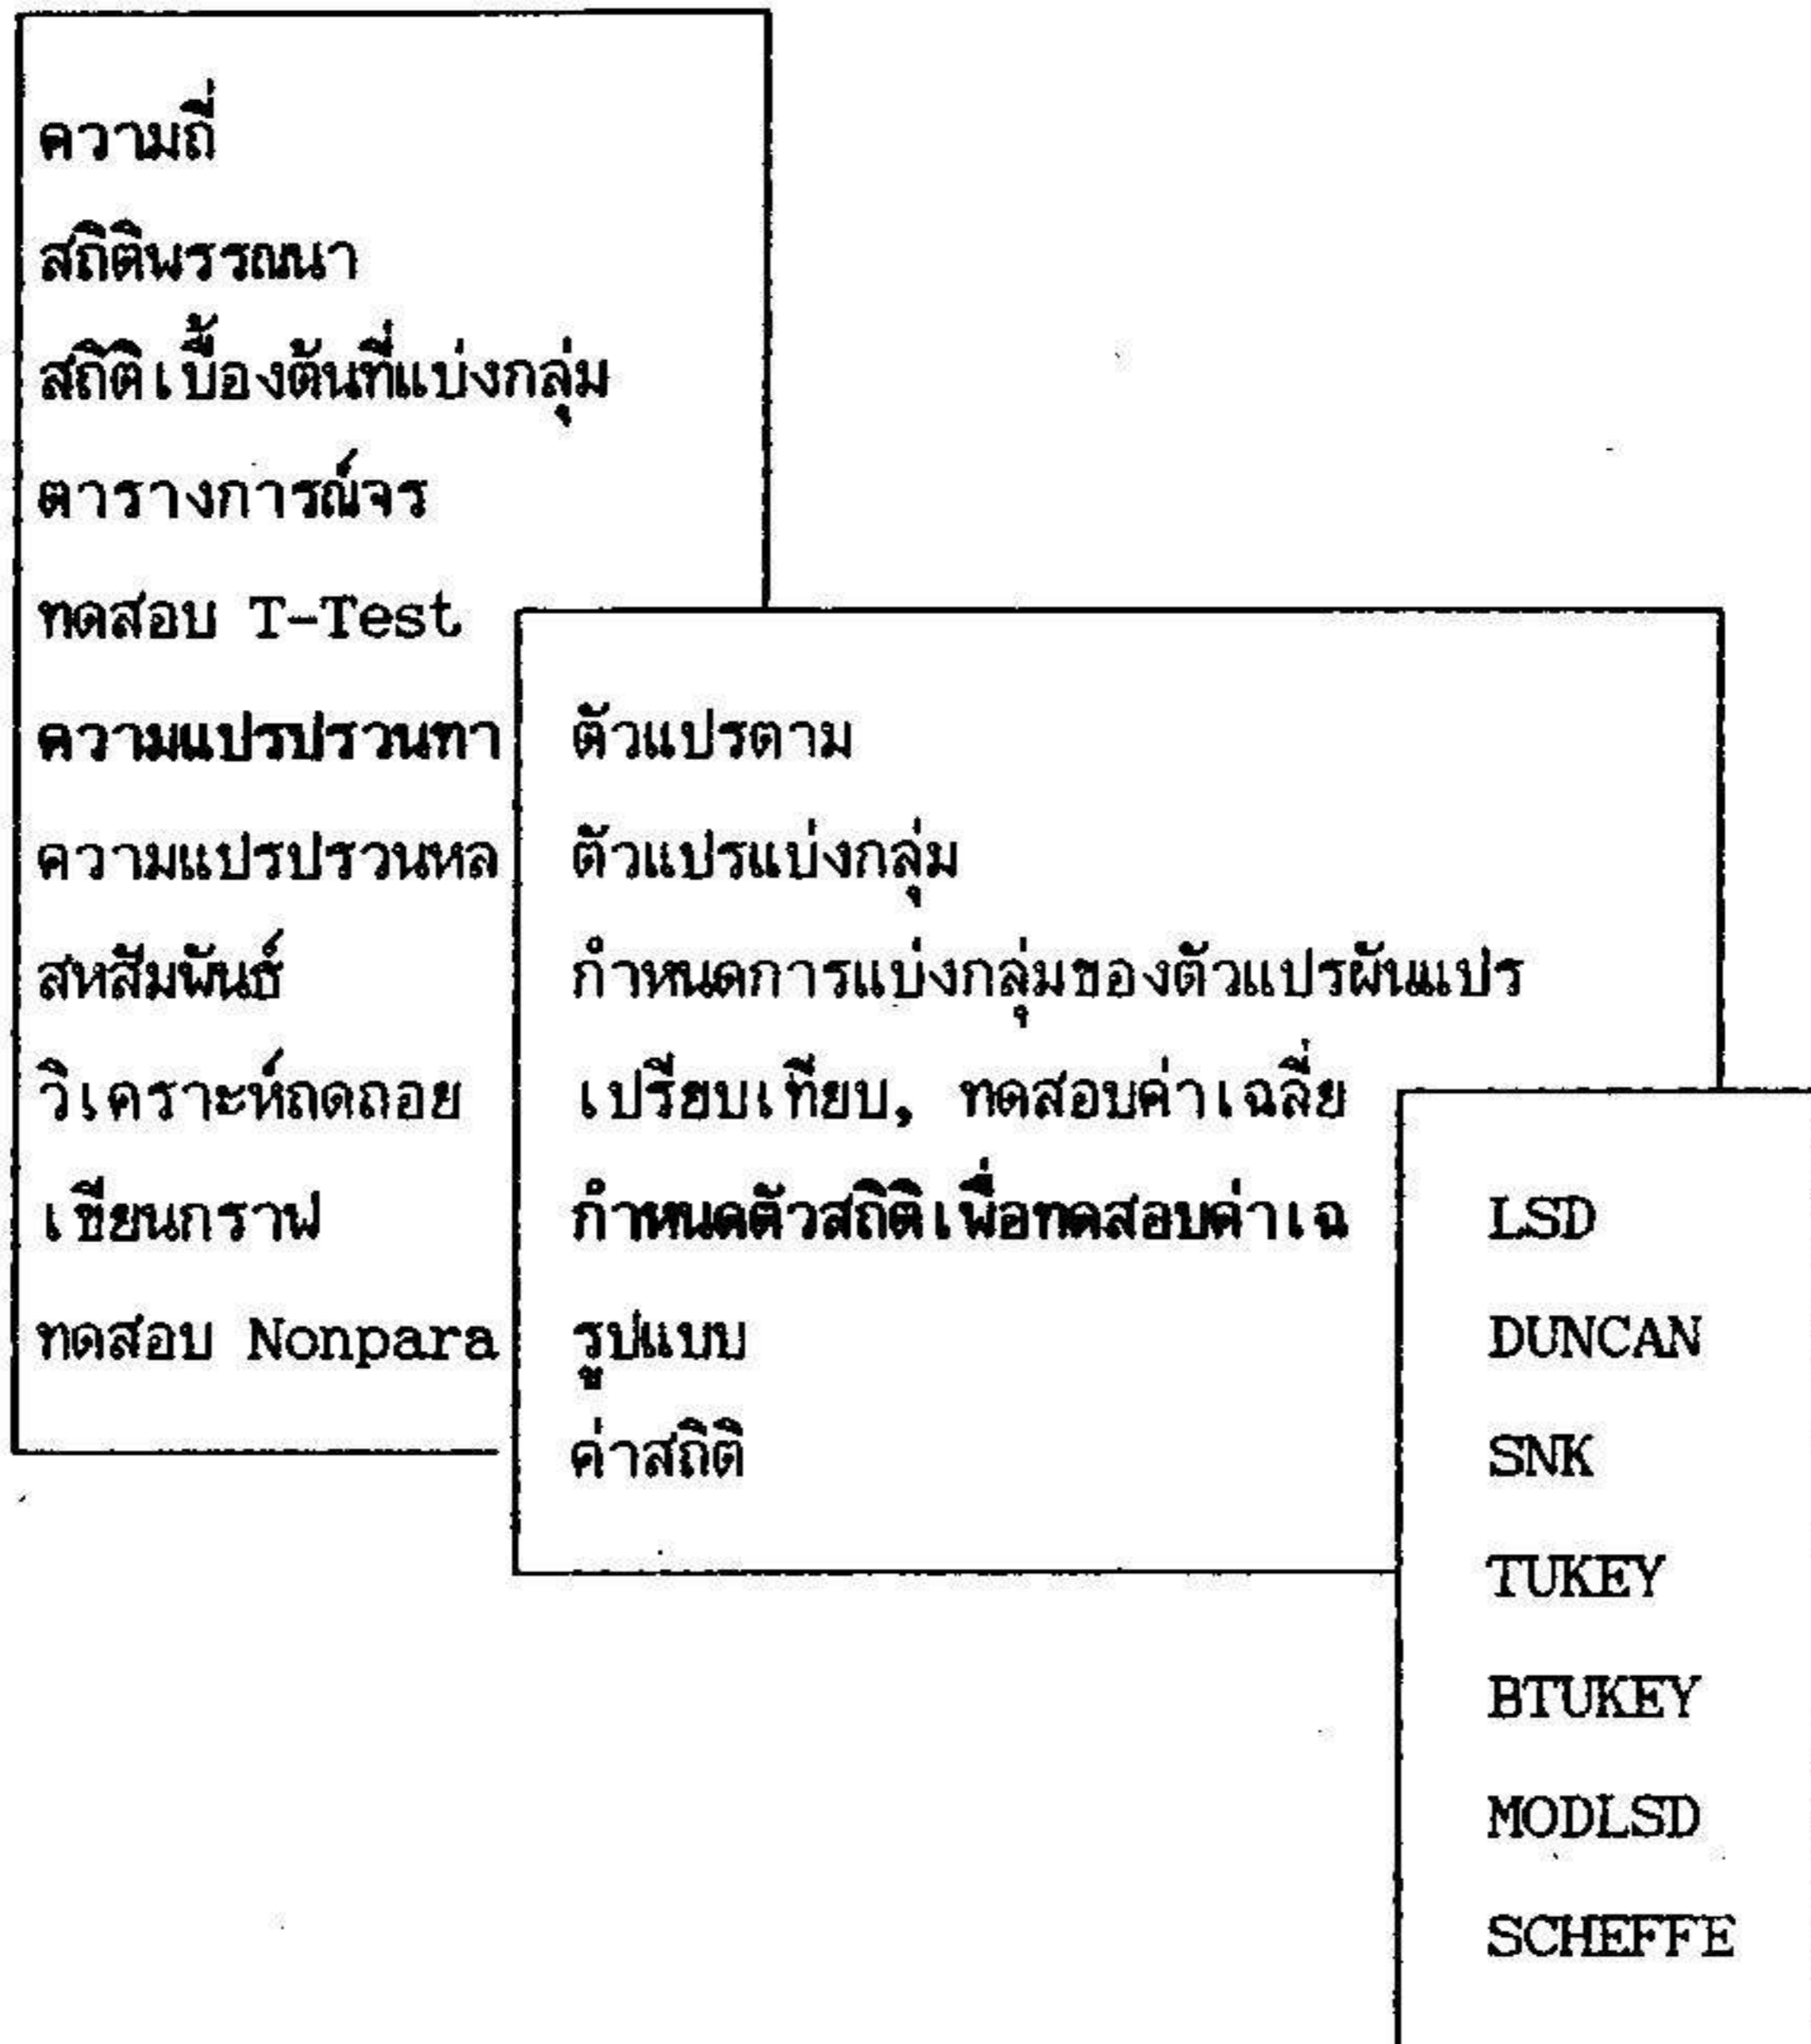 ความถี่
สถิติพรรณนา
สถิติเบื้องต้นที่แบ่งกลุ่ม
ตารางการณ์จร
ทดสอบ T-Test
ความแปรปรวนทา
ความแปรปรวนหล
สหสัมพันธ์
วิเคราะห์ถดถอย
เขียนกราฟ
ทดสอบ Nonpara
ตัวแปรตาม
ตัวแปรแบ่งกลุ่ม
กำหนดการแบ่งกลุ่มของตัวแปรผันแปร
เปรียบเทียบ, ทดสอบค่าเฉลี่ย
กำหนดตัวสถิติเพื่อทดสอบค่าเฉ
รูปแบบ
ค่าสถิติ
LSD
DUNCAN
SNK
TUKEY
BTUKEY
MODLSD
SCHEFFE